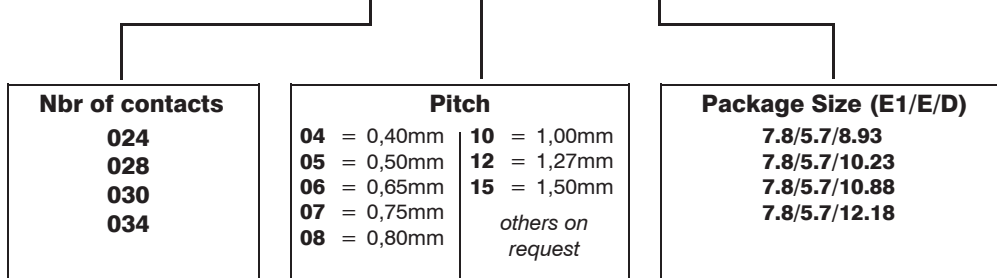 Nbr of contacts
024
028
030
034
Pitch
04 = 0,40mm
05 = 0,50mm
06 = 0,65mm
07 = 0,75mm
08 = 0,80mm
10 = 1,00mm
12 = 1,27mm
15 = 1,50mm
others on
request
Package Size (E1/E/D)
7.8/5.7/8.93
7.8/5.7/10.23
7.8/5.7/10.88
7.8/5.7/12.18